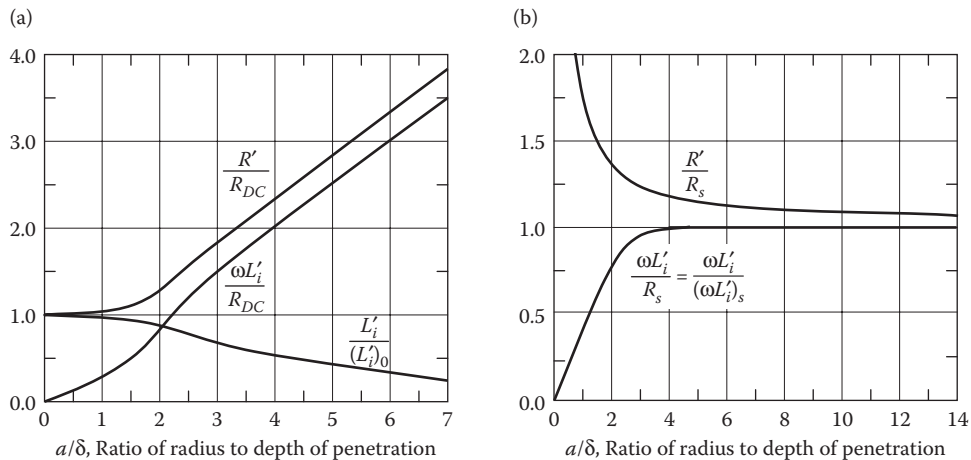 (a)
4.0
3.0
2.0
1.0
0.0
0 1 2 3 4 5 6 7
R′
R_DC
ωL′_i
R_DC
L′_i
(L′_i)_0
a/δ, Ratio of radius to depth of penetration
(b)
2.0
1.5
1.0
0.5
0.0
0 2 4 6 8 10 12 14
R′
R_s
ωL′_i = ωL′_i
R_s (ωL′_i)_s
a/δ, Ratio of radius to depth of penetration